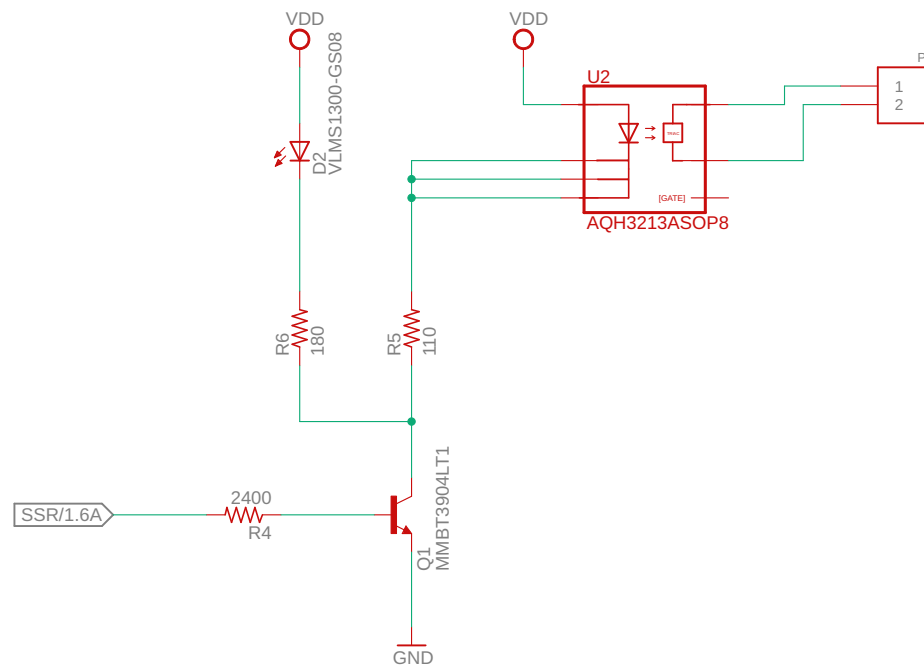 VDD
VDD
D2
VLMS1300-GS08
U2
[GATE]
AQH3213ASOP8
P
1
2
R6
180
R5
110
SSR/1.6A
2400
R4
Q1
MMBT3904LT1
GND